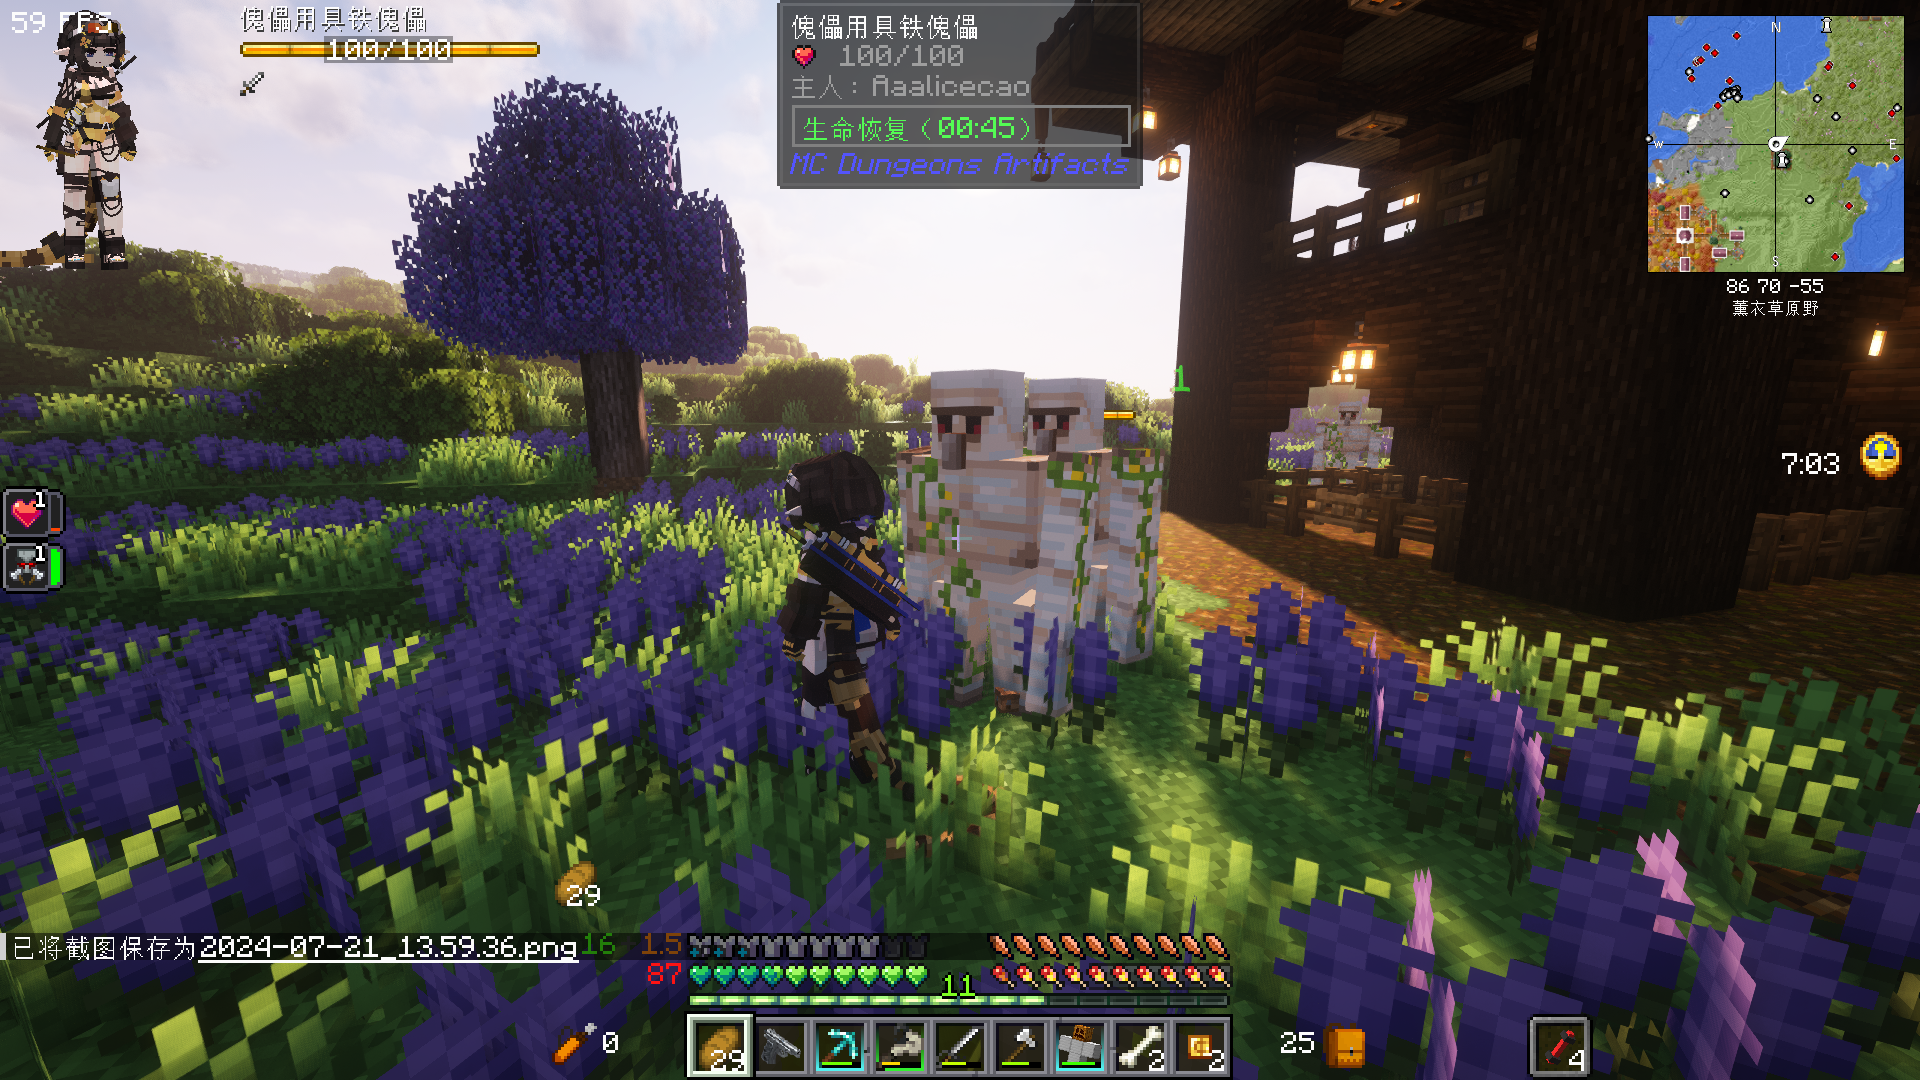 59 FPS
傀儡用具铁傀儡
100/100
傀儡用具铁傀儡
100/100
主人：Aaalicecao
生命恢复（00:45）
MC Dungeons Artifacts
N
W
E
S
86 70 -55
薰衣草原野
1
7:03
1
1
29
已将截图保存为2024-07-21_13.59.36.png
16
1.5
87
11
0
29
2
2
25
4